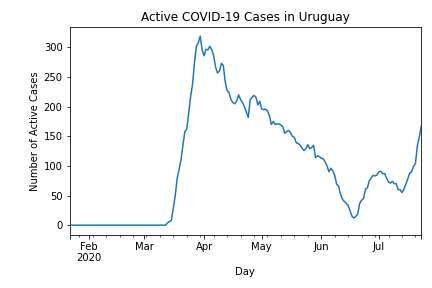 Active COVID-19 Cases in Uruguay
Number of Active Cases
300
250
200
150
100
50
0
Feb Mar Apr May Jun Jul
2020
Day